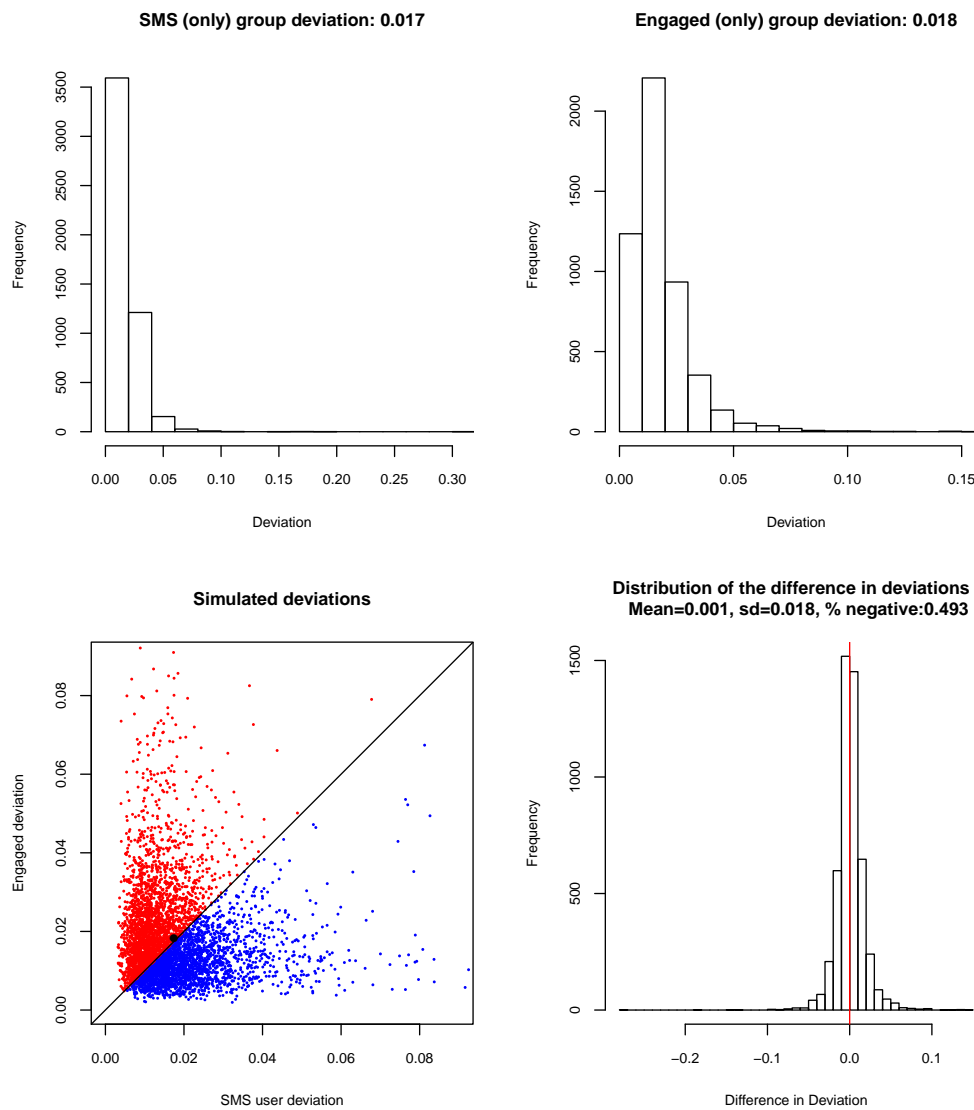 SMS (only) group deviation: 0.017
3500
3000
2500
2000
1500
1000
500
0
Frequency
0.00 0.05 0.10 0.15 0.20 0.25 0.30
Deviation
Engaged (only) group deviation: 0.018
2000
1500
1000
500
0
Frequency
0.00 0.05 0.10 0.15
Deviation
Simulated deviations
0.08
0.06
0.04
0.02
0.00
Engaged deviation
0.00 0.02 0.04 0.06 0.08
SMS user deviation
Distribution of the difference in deviations
Mean=0.001, sd=0.018, % negative:0.493
1500
1000
500
0
Frequency
−0.2 −0.1 0.0 0.1
Difference in Deviation